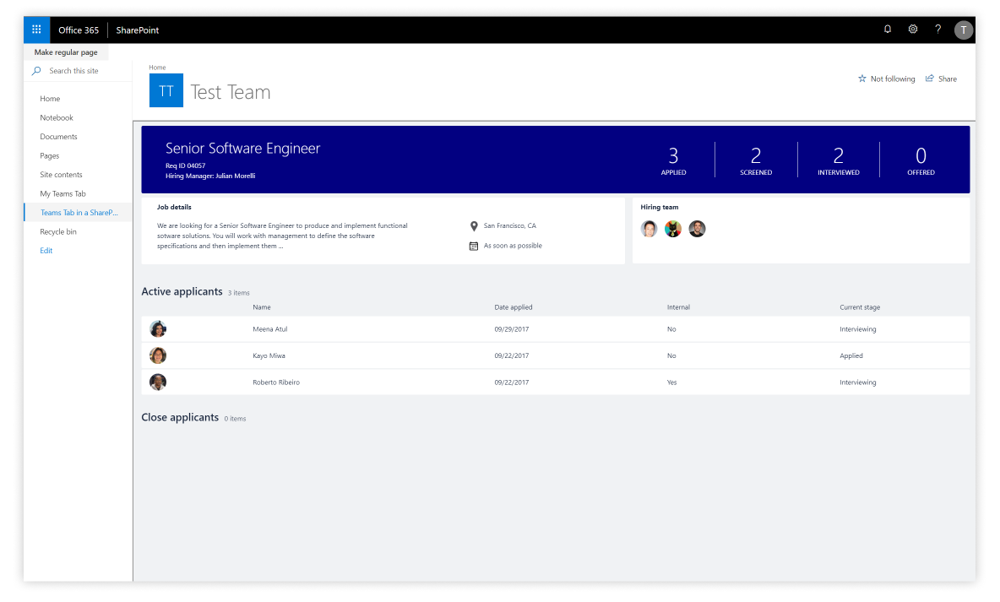 Office 365 SharePoint ? T
Make regular page
Search this site
Home
Notebook
Documents
Pages
Site contents
My Teams Tab
Teams Tab in a ShareP...
Recycle bin
Edit
Home
TT Test Team
Not following Share
Senior Software Engineer
Req ID 04057
Hiring Manager: Julian Morelli
3 2 2 0
APPLIED SCREENED INTERVIEWED OFFERED
Job details
We are looking for a Senior Software Engineer to produce and implement functional
sotware solutions. You will work with management to define the software
specifications and then implement them ...
San Francisco, CA
As soon as possible
Hiring team
Active applicants 3 items
Name Date applied Internal Current stage
Meena Atul 09/29/2017 No Interviewing
Kayo Miwa 09/22/2017 No Applied
Roberto Ribeiro 09/22/2017 Yes Interviewing
Close applicants 0 items